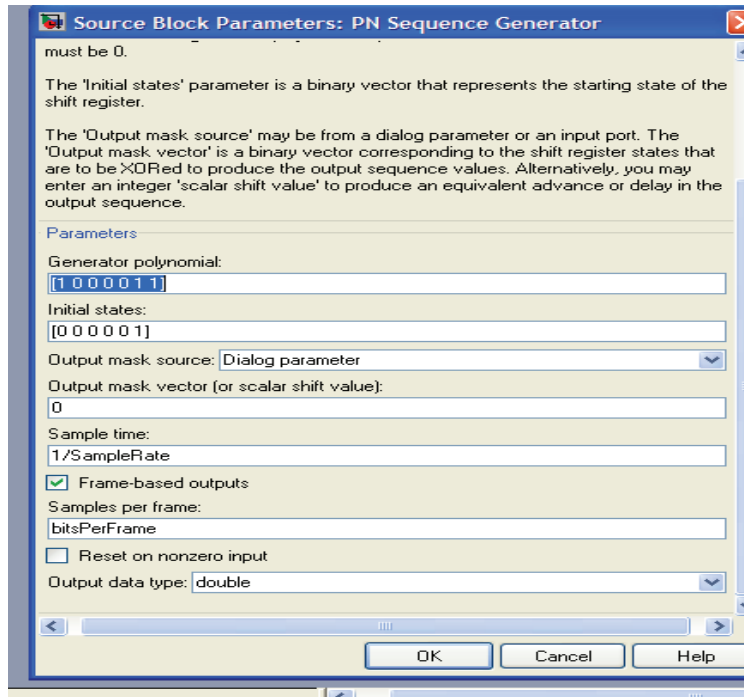 Source Block Parameters: PN Sequence Generator
must be 0.
The 'Initial states' parameter is a binary vector that represents the starting state of the
shift register.
The 'Output mask source' may be from a dialog parameter or an input port. The
'Output mask vector' is a binary vector corresponding to the shift register states that
are to be XORed to produce the output sequence values. Alternatively, you may
enter an integer 'scalar shift value' to produce an equivalent advance or delay in the
output sequence.
Parameters
Generator polynomial:
[1 0 0 0 0 1 1]
Initial states:
[0 0 0 0 0 1]
Output mask source: Dialog parameter
Output mask vector (or scalar shift value):
0
Sample time:
1/SampleRate
Frame-based outputs
Samples per frame:
bitsPerFrame
Reset on nonzero input
Output data type: double
OK Cancel Help